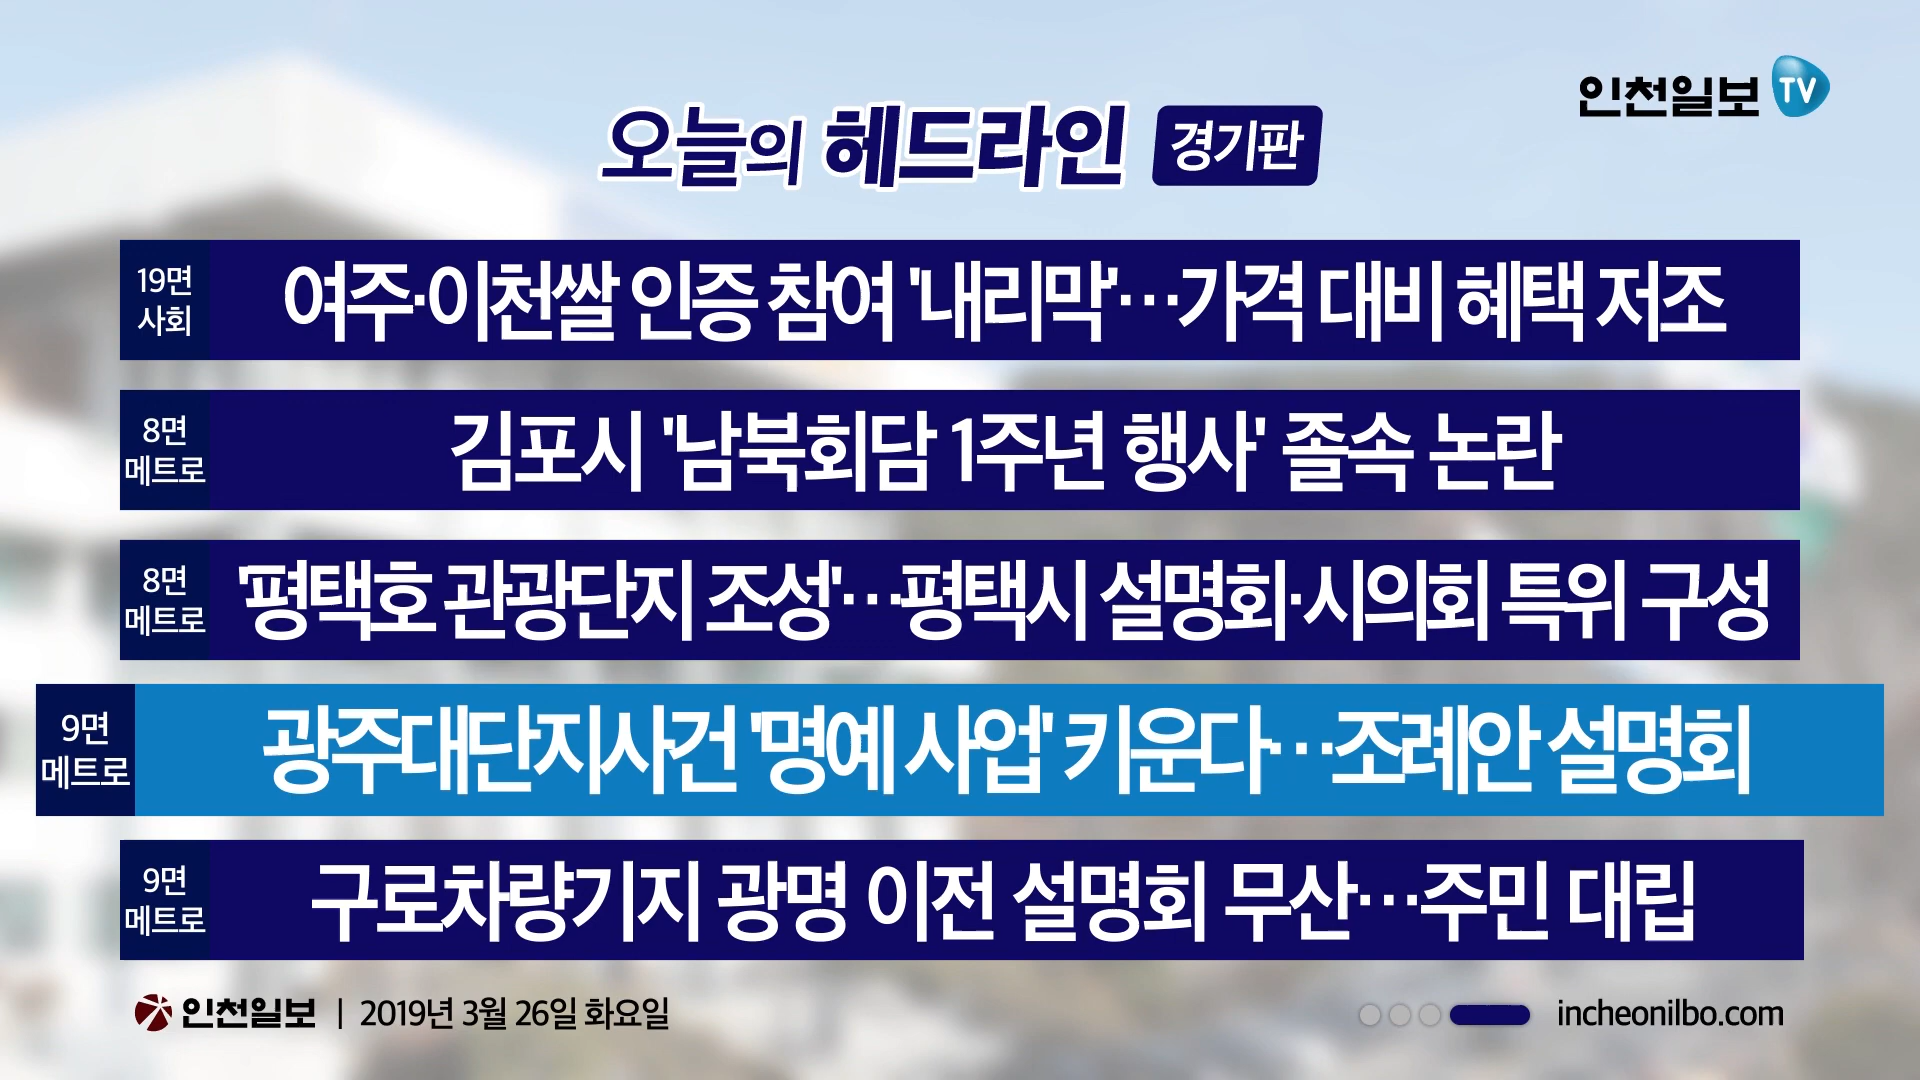 인천일보 TV
오늘의 헤드라인 경기판
19면
사회
여주·이천쌀 인증 참여 '내리막'…가격 대비 혜택 저조
8면
메트로
김포시 '남북회담 1주년 행사' 졸속 논란
8면
메트로
'평택호 관광단지 조성'…평택시 설명회·시의회 특위 구성
9면
메트로
광주대단지사건 '명예 사업' 키운다…조례안 설명회
9면
메트로
구로차량기지 광명 이전 설명회 무산…주민 대립
인천일보 | 2019년 3월 26일 화요일
incheonilbo.com